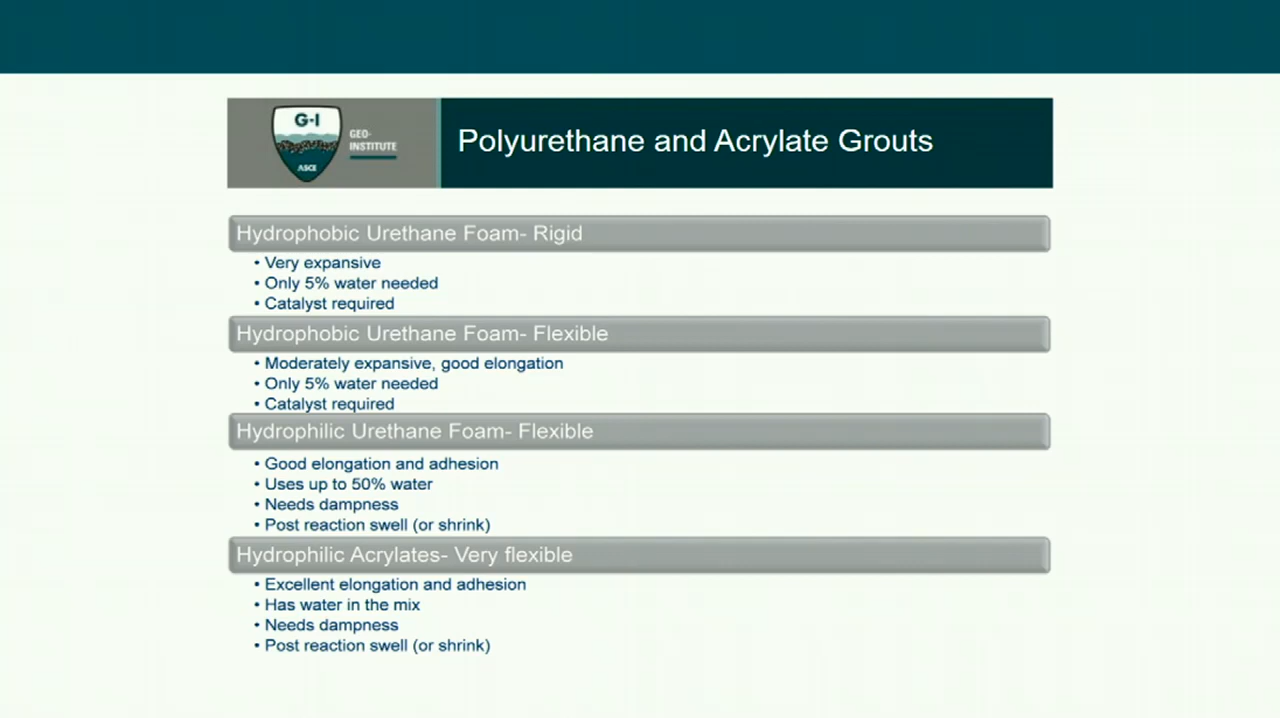 G-I
GEO-
INSTITUTE
ASCE
Polyurethane and Acrylate Grouts
Hydrophobic Urethane Foam- Rigid
• Very expansive
• Only 5% water needed
• Catalyst required
Hydrophobic Urethane Foam- Flexible
• Moderately expansive, good elongation
• Only 5% water needed
• Catalyst required
Hydrophilic Urethane Foam- Flexible
• Good elongation and adhesion
• Uses up to 50% water
• Needs dampness
• Post reaction swell (or shrink)
Hydrophilic Acrylates- Very flexible
• Excellent elongation and adhesion
• Has water in the mix
• Needs dampness
• Post reaction swell (or shrink)